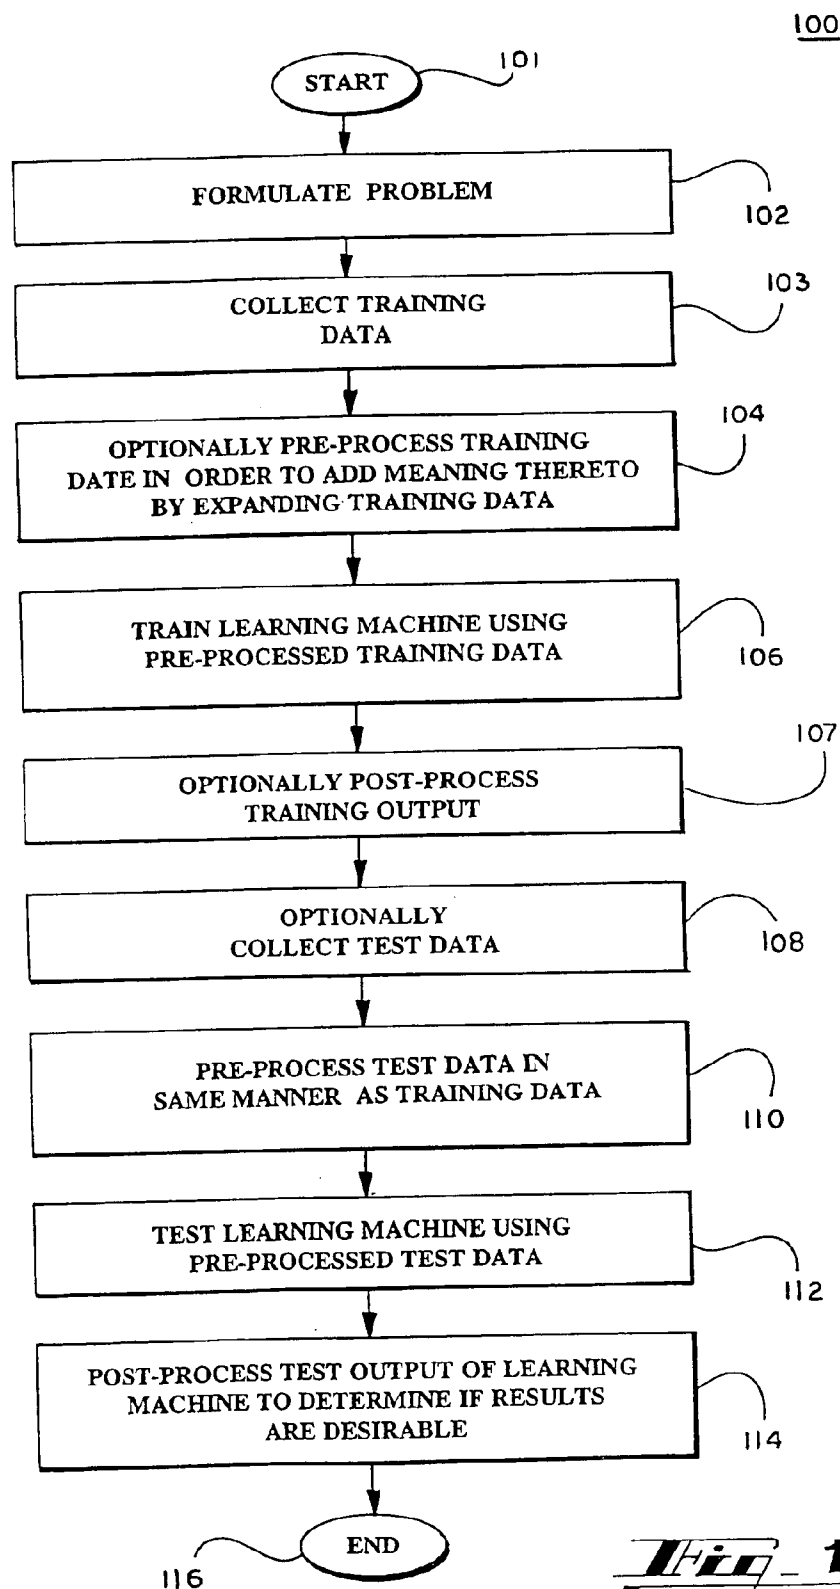 100
START
101
FORMULATE PROBLEM
102
COLLECT TRAINING
DATA
103
OPTIONALLY PRE-PROCESS TRAINING
DATE IN ORDER TO ADD MEANING THERETO
BY EXPANDING TRAINING DATA
104
TRAIN LEARNING MACHINE USING
PRE-PROCESSED TRAINING DATA
106
OPTIONALLY POST-PROCESS
TRAINING OUTPUT
107
OPTIONALLY
COLLECT TEST DATA
108
PRE-PROCESS TEST DATA IN
SAME MANNER AS TRAINING DATA
110
TEST LEARNING MACHINE USING
PRE-PROCESSED TEST DATA
112
POST-PROCESS TEST OUTPUT OF LEARNING
MACHINE TO DETERMINE IF RESULTS
ARE DESIRABLE
114
END
116
Fig_1